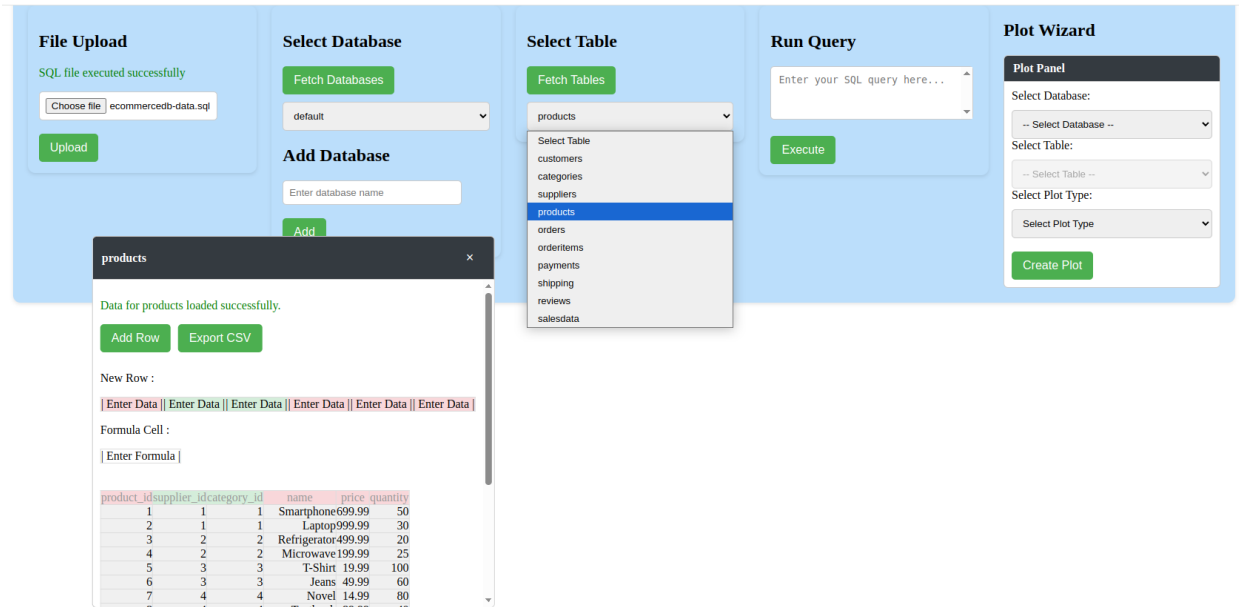 File Upload
SQL file executed successfully
Choose file ecommercedb-data.sql
Upload
Select Database
Fetch Databases
default
Add Database
Enter database name
Add
Select Table
Fetch Tables
products
Select Table
customers
categories
suppliers
products
orders
orderitems
payments
shipping
reviews
salesdata
Run Query
Enter your SQL query here...
Execute
Plot Wizard
Plot Panel
Select Database:
-- Select Database --
Select Table:
-- Select Table --
Select Plot Type:
Select Plot Type
Create Plot
products ×
Data for products loaded successfully.
Add Row Export CSV
New Row :
| Enter Data || Enter Data || Enter Data || Enter Data || Enter Data || Enter Data |
Formula Cell :
| Enter Formula |
product_id supplier_id category_id name price quantity
1 1 1 Smartphone 699.99 50
2 1 1 Laptop 999.99 30
3 2 2 Refrigerator 499.99 20
4 2 2 Microwave 199.99 25
5 3 3 T-Shirt 19.99 100
6 3 3 Jeans 49.99 60
7 4 4 Novel 14.99 80